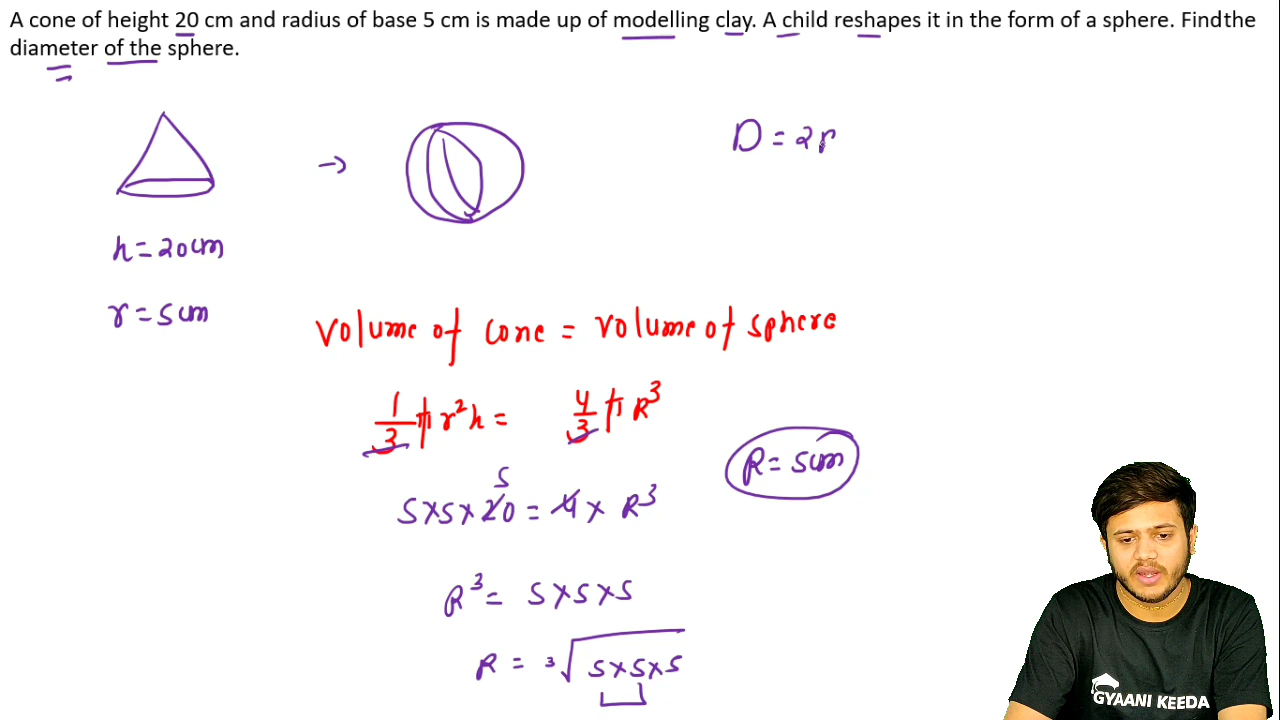 A cone of height 20 cm and radius of base 5 cm is made up of modelling clay. A child reshapes it in the form of a sphere. Find the
diameter of the sphere.
D = 2r
h = 20cm
r = 5cm
Volume of cone = volume of sphere
1/3 π r²h = 4/3 π R³
R = 5cm
5
5×5×20 = 4× R³
R³ = 5×5×5
R = ³√5×5×5
GYAANI KEEDA